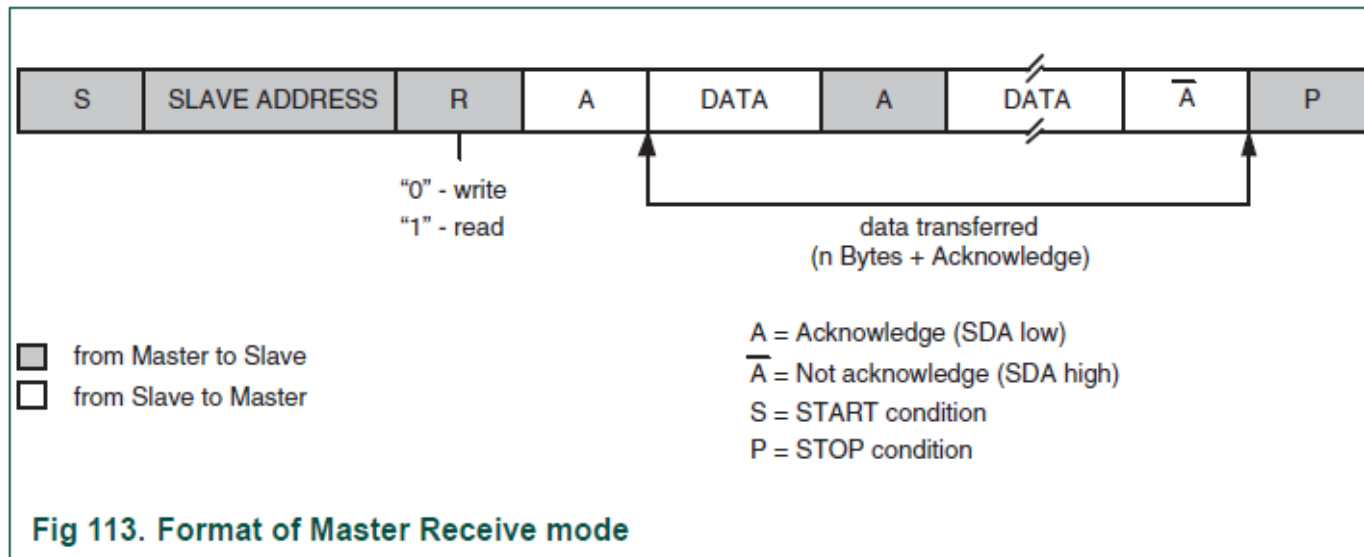 S SLAVE ADDRESS R A DATA A DATA A̅ P
“0” - write
“1” - read
data transferred
(n Bytes + Acknowledge)
from Master to Slave
from Slave to Master
A = Acknowledge (SDA low)
A̅ = Not acknowledge (SDA high)
S = START condition
P = STOP condition
Fig 113. Format of Master Receive mode